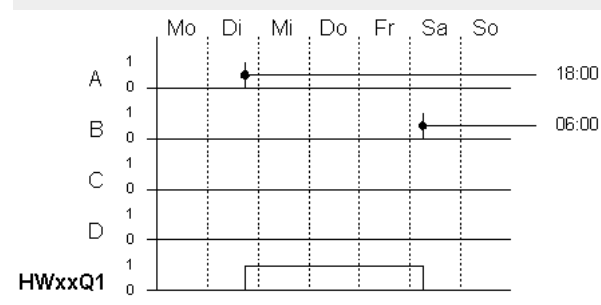 Mo Di Mi Do Fr Sa So
A 1 0 18:00
B 1 0 06:00
C 1 0
D 1 0
HWxxQ1 1 0